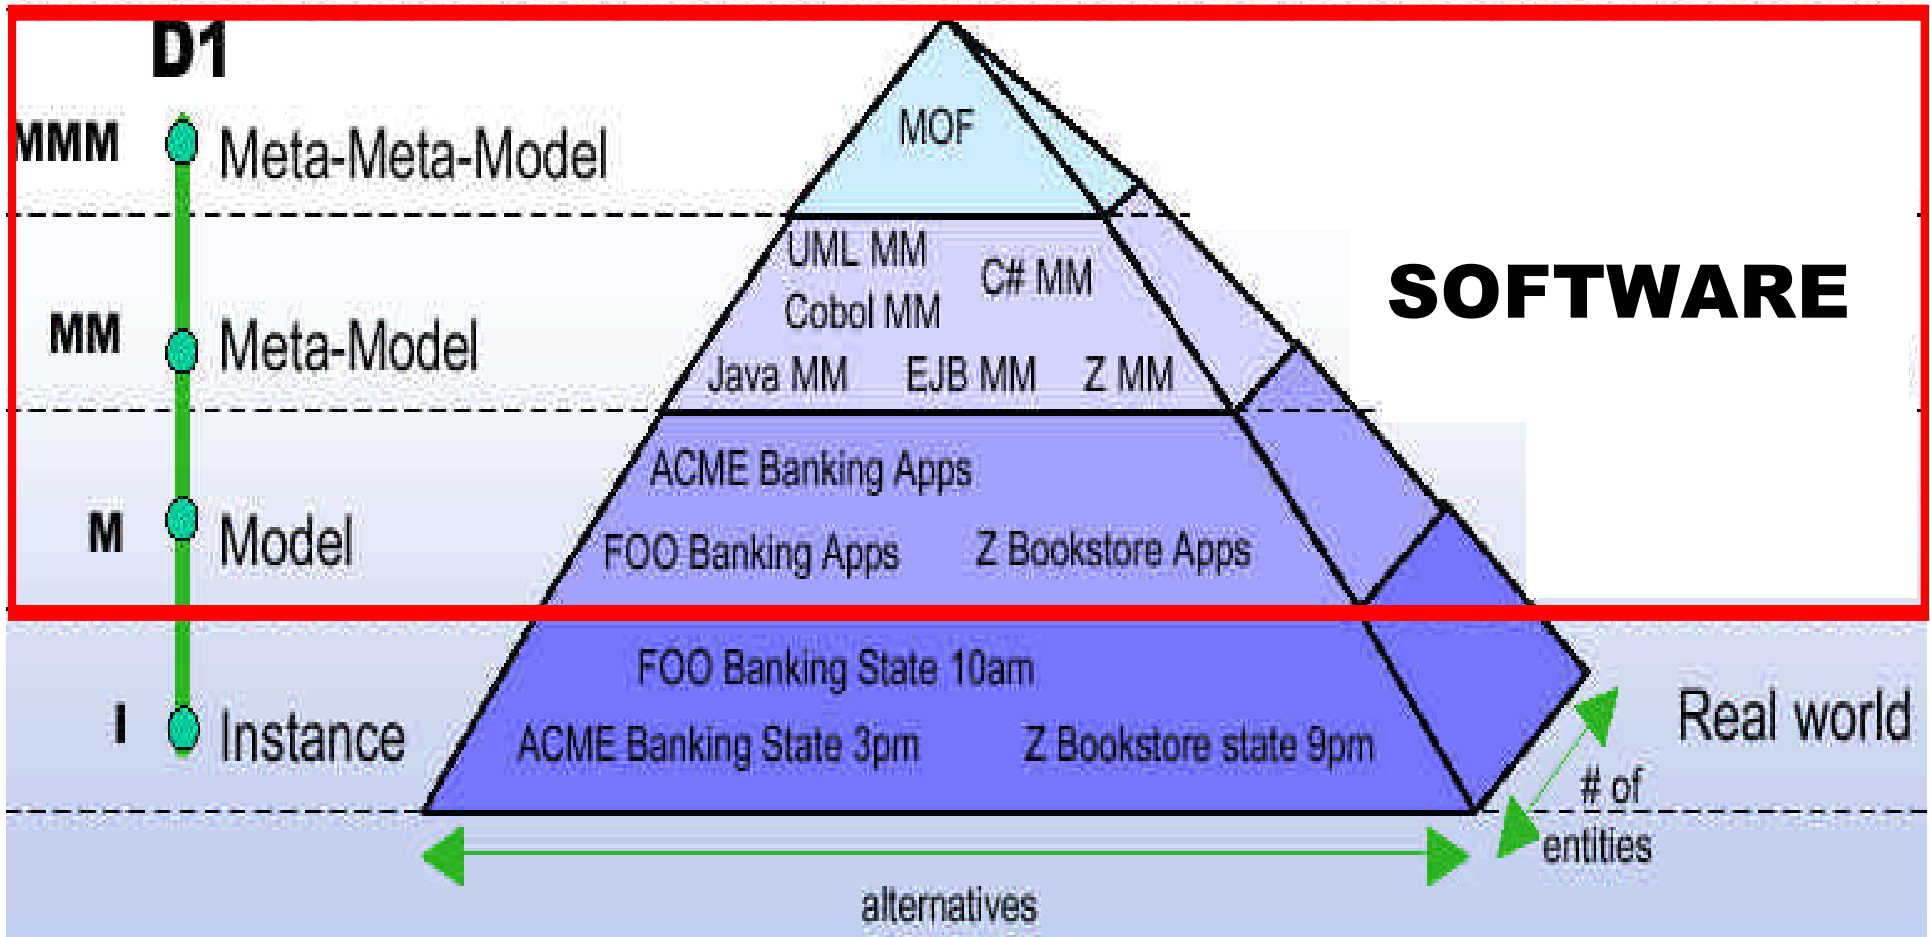 D1
MMM
Meta-Meta-Model
MOF
MM
Meta-Model
UML MM
C# MM
Cobol MM
Java MM EJB MM Z MM
SOFTWARE
M
Model
ACME Banking Apps
FOO Banking Apps
Z Bookstore Apps
I
Instance
FOO Banking State 10am
ACME Banking State 3pm
Z Bookstore state 9pm
Real world
# of
entities
alternatives